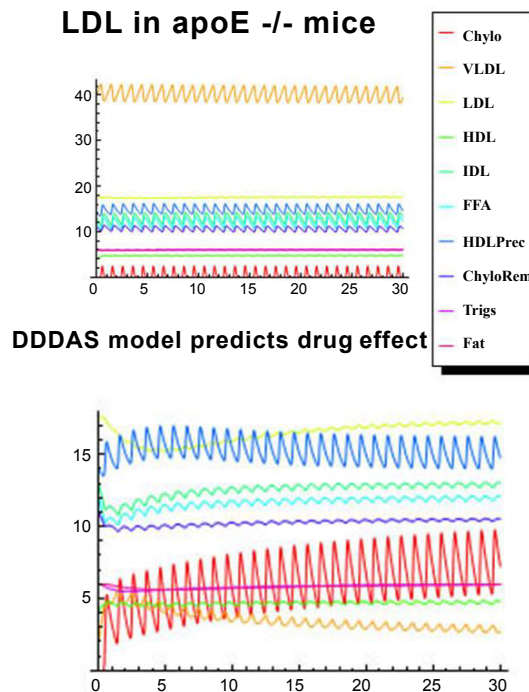 LDL in apoE -/- mice
40
30
20
10
0 5 10 15 20 25 30
Chylo
VLDL
LDL
HDL
IDL
FFA
HDLPrec
ChyloRem
Trigs
Fat
DDDAS model predicts drug effect
15
10
5
0 5 10 15 20 25 30